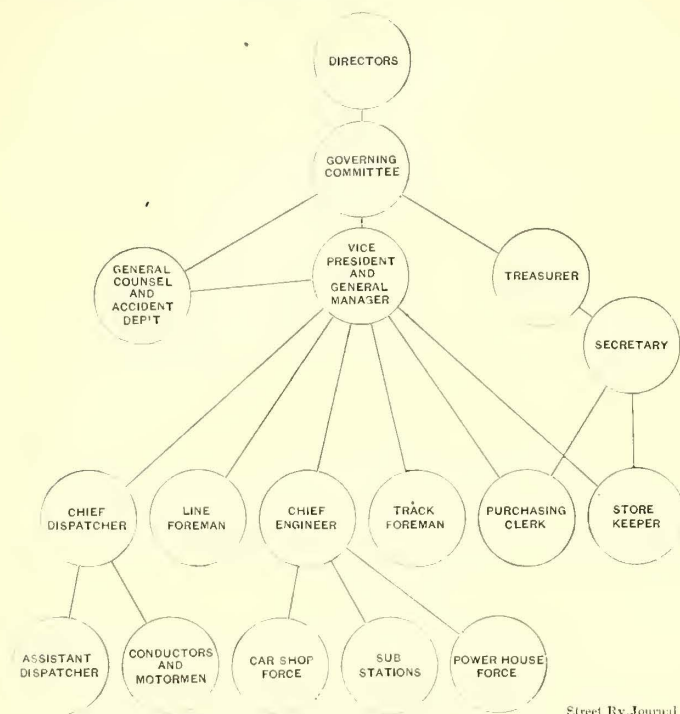 DIRECTORS
GOVERNING
COMMITTEE
GENERAL
COUNSEL
AND
ACCIDENT
DEP'T
VICE
PRESIDENT
AND
GENERAL
MANAGER
TREASURER
SECRETARY
CHIEF
DISPATCHER
LINE
FOREMAN
CHIEF
ENGINEER
TRACK
FOREMAN
PURCHASING
CLERK
STORE
KEEPER
ASSISTANT
DISPATCHER
CONDUCTORS
AND
MOTORMEN
CAR SHOP
FORCE
SUB
STATIONS
POWER HOUSE
FORCE
Street Ry. Journal